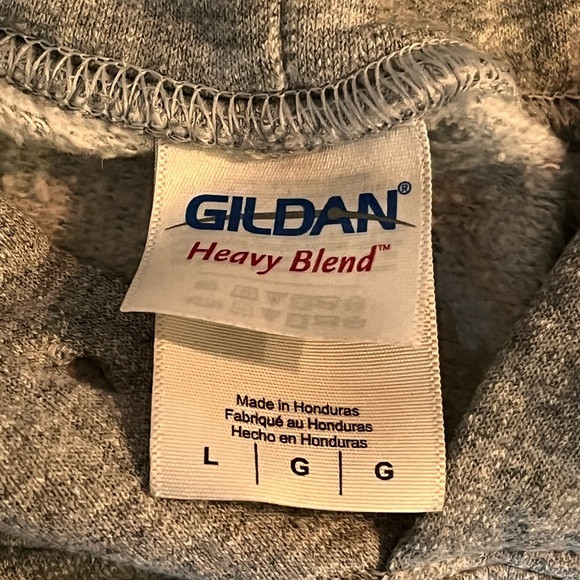 GILDAN®
Heavy Blend™
Made in Honduras
Fabriqué au Honduras
Hecho en Honduras
L | G | G